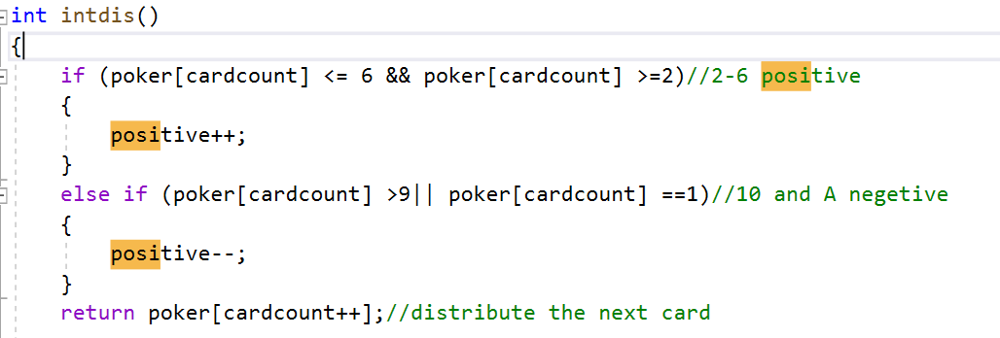 int intdis()
{
if (poker[cardcount] <= 6 && poker[cardcount] >=2)//2-6 positive
{
positive++;
}
else if (poker[cardcount] >9|| poker[cardcount] ==1)//10 and A negetive
{
positive--;
}
return poker[cardcount++];//distribute the next card